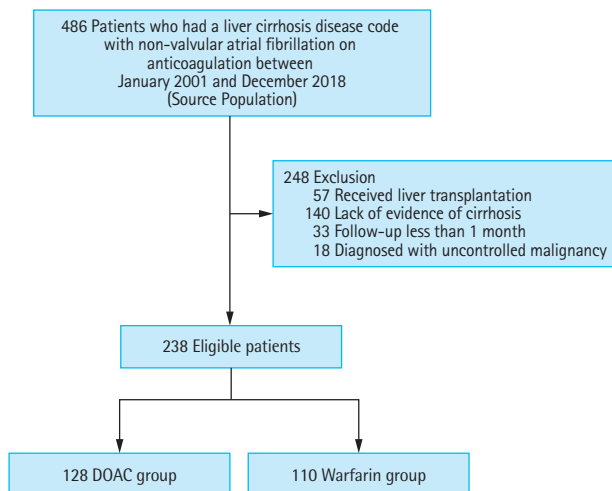 486 Patients who had a liver cirrhosis disease code
with non-valvular atrial fibrillation on
anticoagulation between
January 2001 and December 2018
(Source Population)
248 Exclusion
57 Received liver transplantation
140 Lack of evidence of cirrhosis
33 Follow-up less than 1 month
18 Diagnosed with uncontrolled malignancy
238 Eligible patients
128 DOAC group
110 Warfarin group